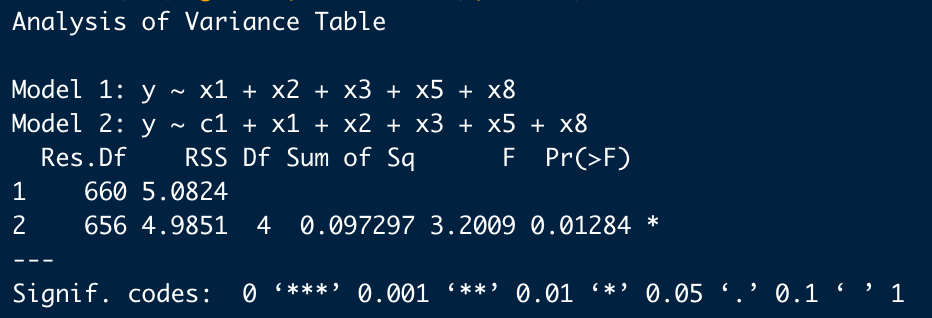 Analysis of Variance Table
Model 1: y ~ x1 + x2 + x3 + x5 + x8
Model 2: y ~ c1 + x1 + x2 + x3 + x5 + x8
  Res.Df    RSS Df Sum of Sq      F  Pr(>F)
1    660 5.0824
2    656 4.9851  4  0.097297 3.2009 0.01284 *
---
Signif. codes:  0 ‘***’ 0.001 ‘**’ 0.01 ‘*’ 0.05 ‘.’ 0.1 ‘ ’ 1